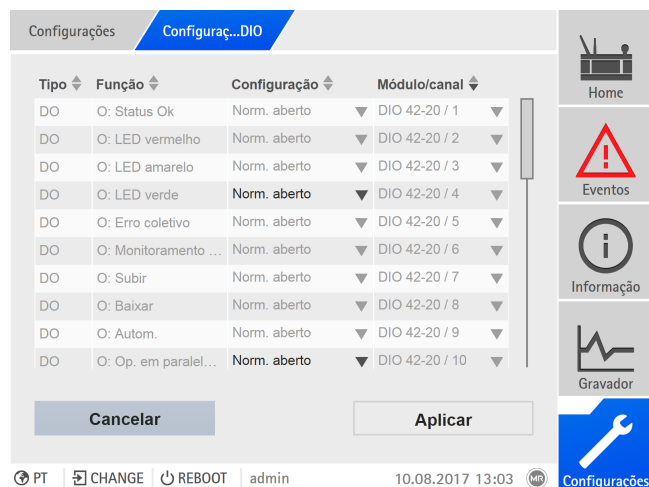 Configurações Configuraç...DIO
Tipo Função Configuração Módulo/canal
DO O: Status Ok Norm. aberto DIO 42-20 / 1
DO O: LED vermelho Norm. aberto DIO 42-20 / 2
DO O: LED amarelo Norm. aberto DIO 42-20 / 3
DO O: LED verde Norm. aberto DIO 42-20 / 4
DO O: Erro coletivo Norm. aberto DIO 42-20 / 5
DO O: Monitoramento ... Norm. aberto DIO 42-20 / 6
DO O: Subir Norm. aberto DIO 42-20 / 7
DO O: Baixar Norm. aberto DIO 42-20 / 8
DO O: Autom. Norm. aberto DIO 42-20 / 9
DO O: Op. em paralel... Norm. aberto DIO 42-20 / 10
Cancelar Aplicar
PT CHANGE REBOOT admin 10.08.2017 13:03 MR
Home
Eventos
Informação
Gravador
Configurações